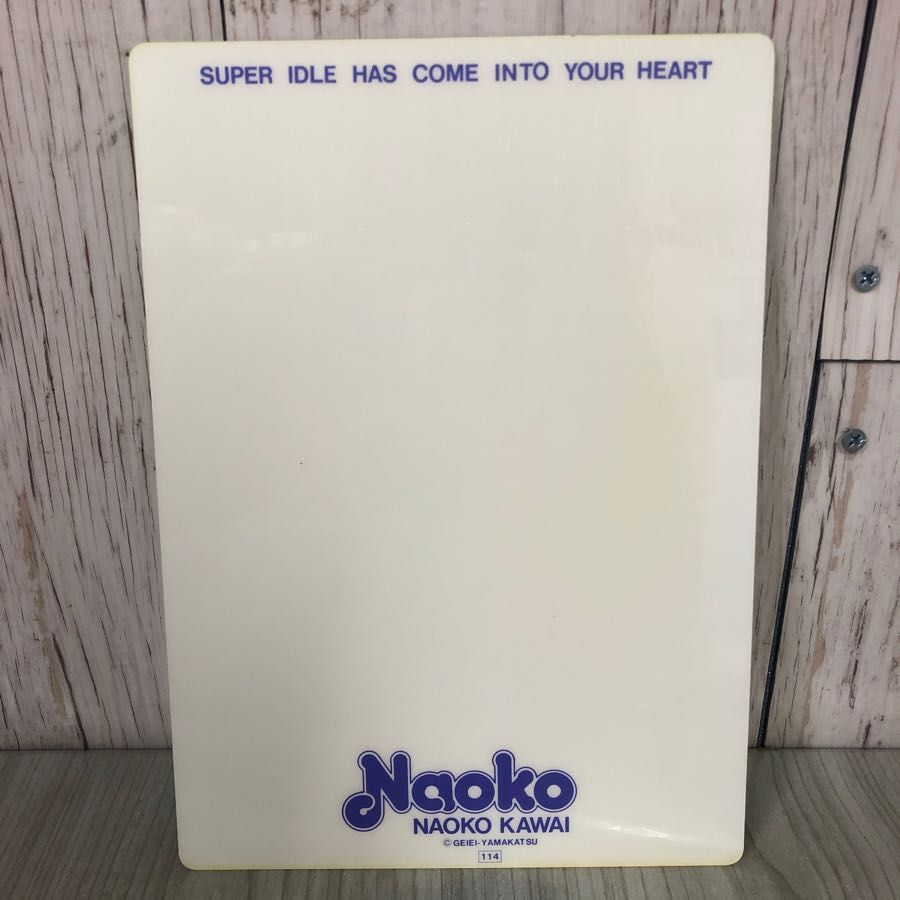 SUPER IDLE HAS COME INTO YOUR HEART
Naoko
NAOKO KAWAI
©GEIEI-YAMAKATSU
114